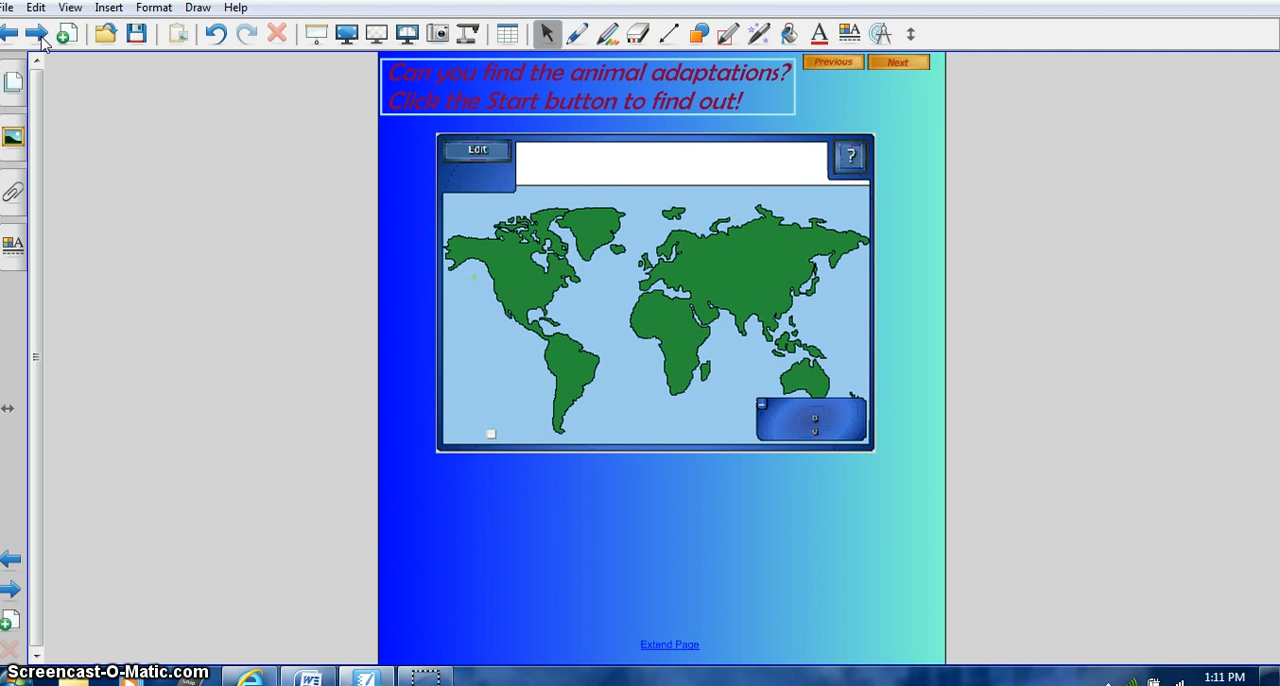 File Edit View Insert Format Draw Help
Can you find the animal adaptations?
Click the Start button to find out!
Previous
Next
Edit
?
Extend Page
Screencast-O-Matic.com
1:11 PM